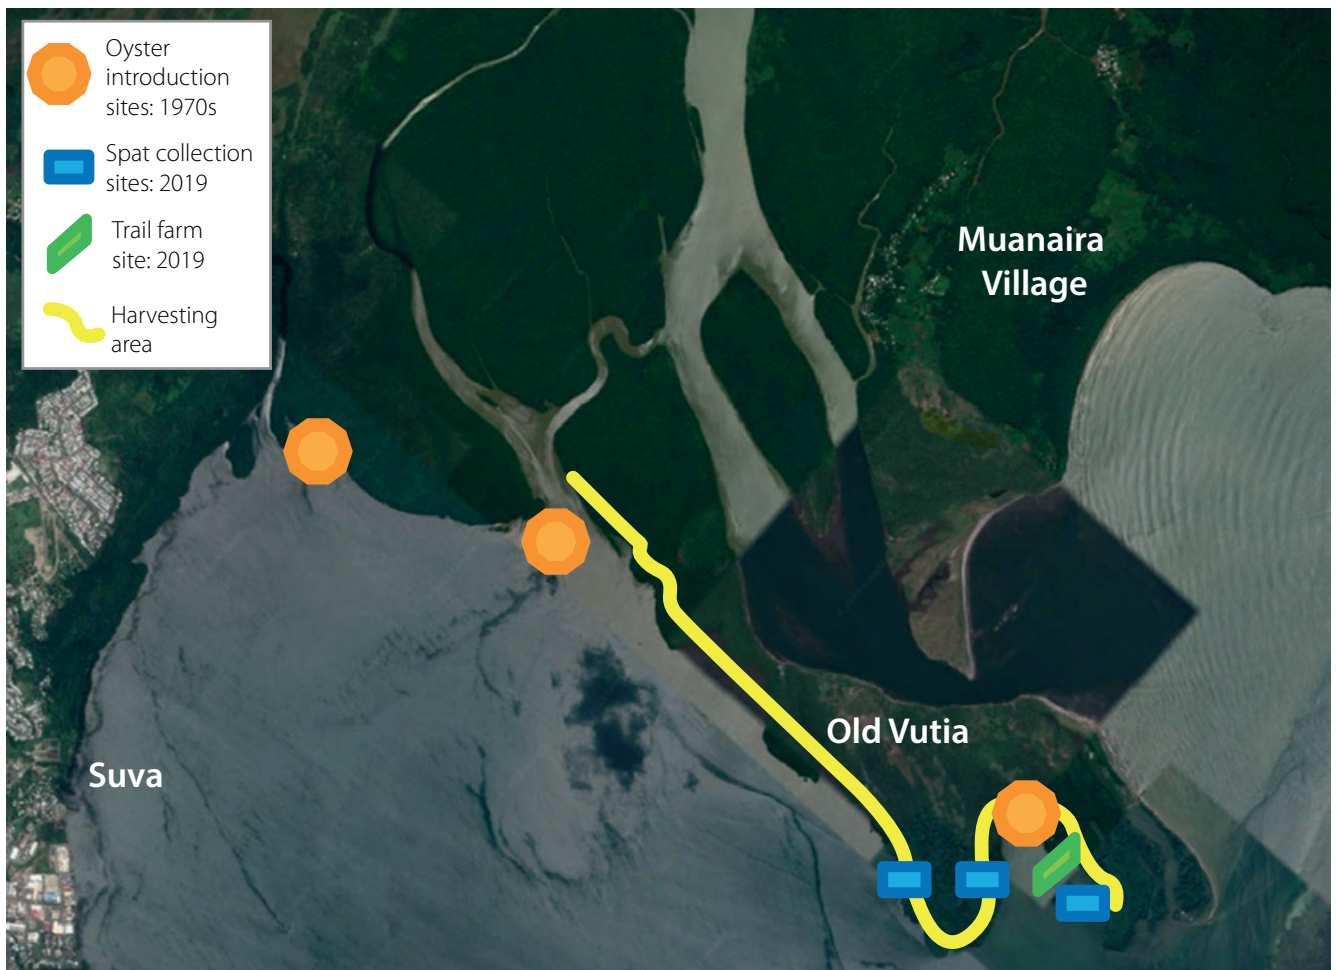 Oyster
introduction
sites: 1970s
Spat collection
sites: 2019
Trail farm
site: 2019
Harvesting
area
Muanaira
Village
Old Vutia
Suva